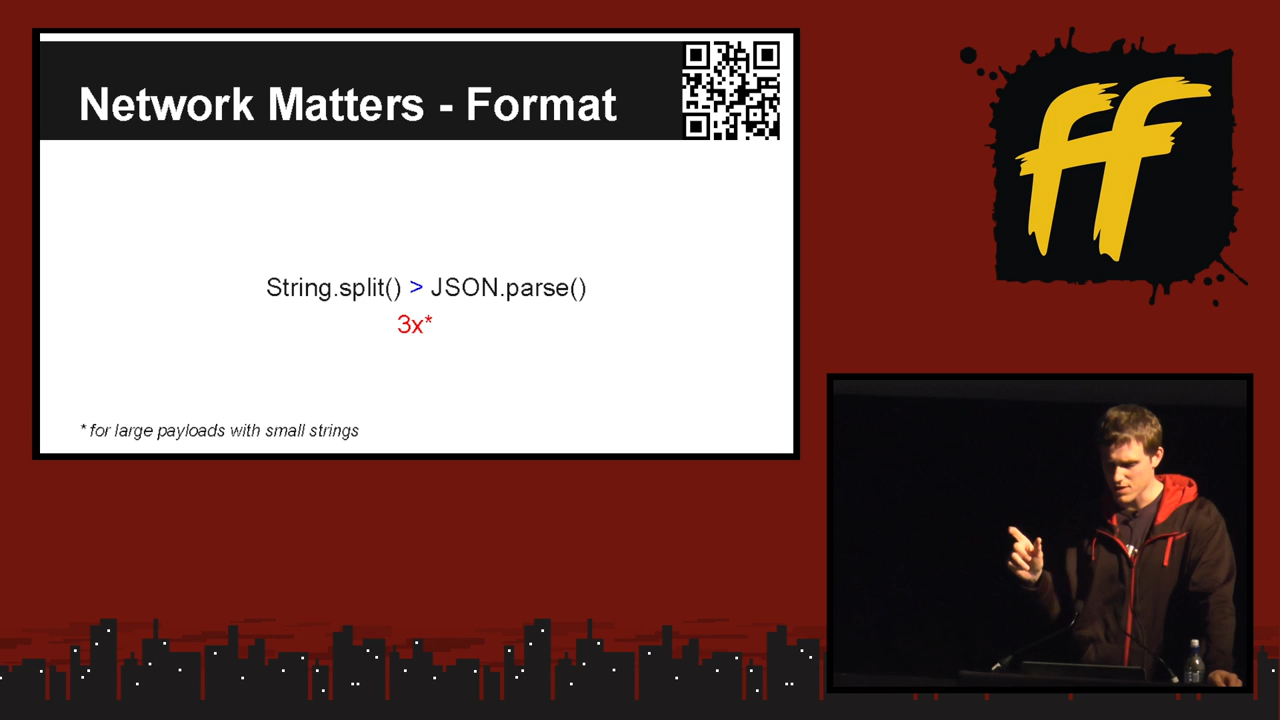 Network Matters - Format
String.split() > JSON.parse()
3x*
* for large payloads with small strings
ff